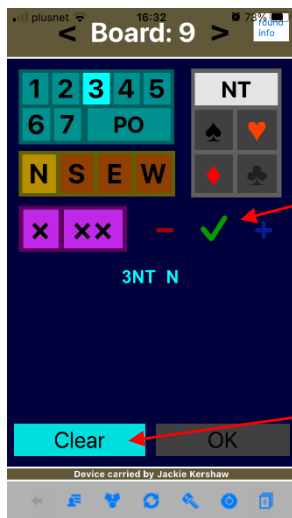 plusnet 16:32 73%
< Board: 9 > round info
1 2 3 4 5 NT
6 7 PO ♠ ♥
N S E W ♦ ♣
× ×× − ✓ +
3NT N
Clear OK
Device carried by Jackie Kershaw